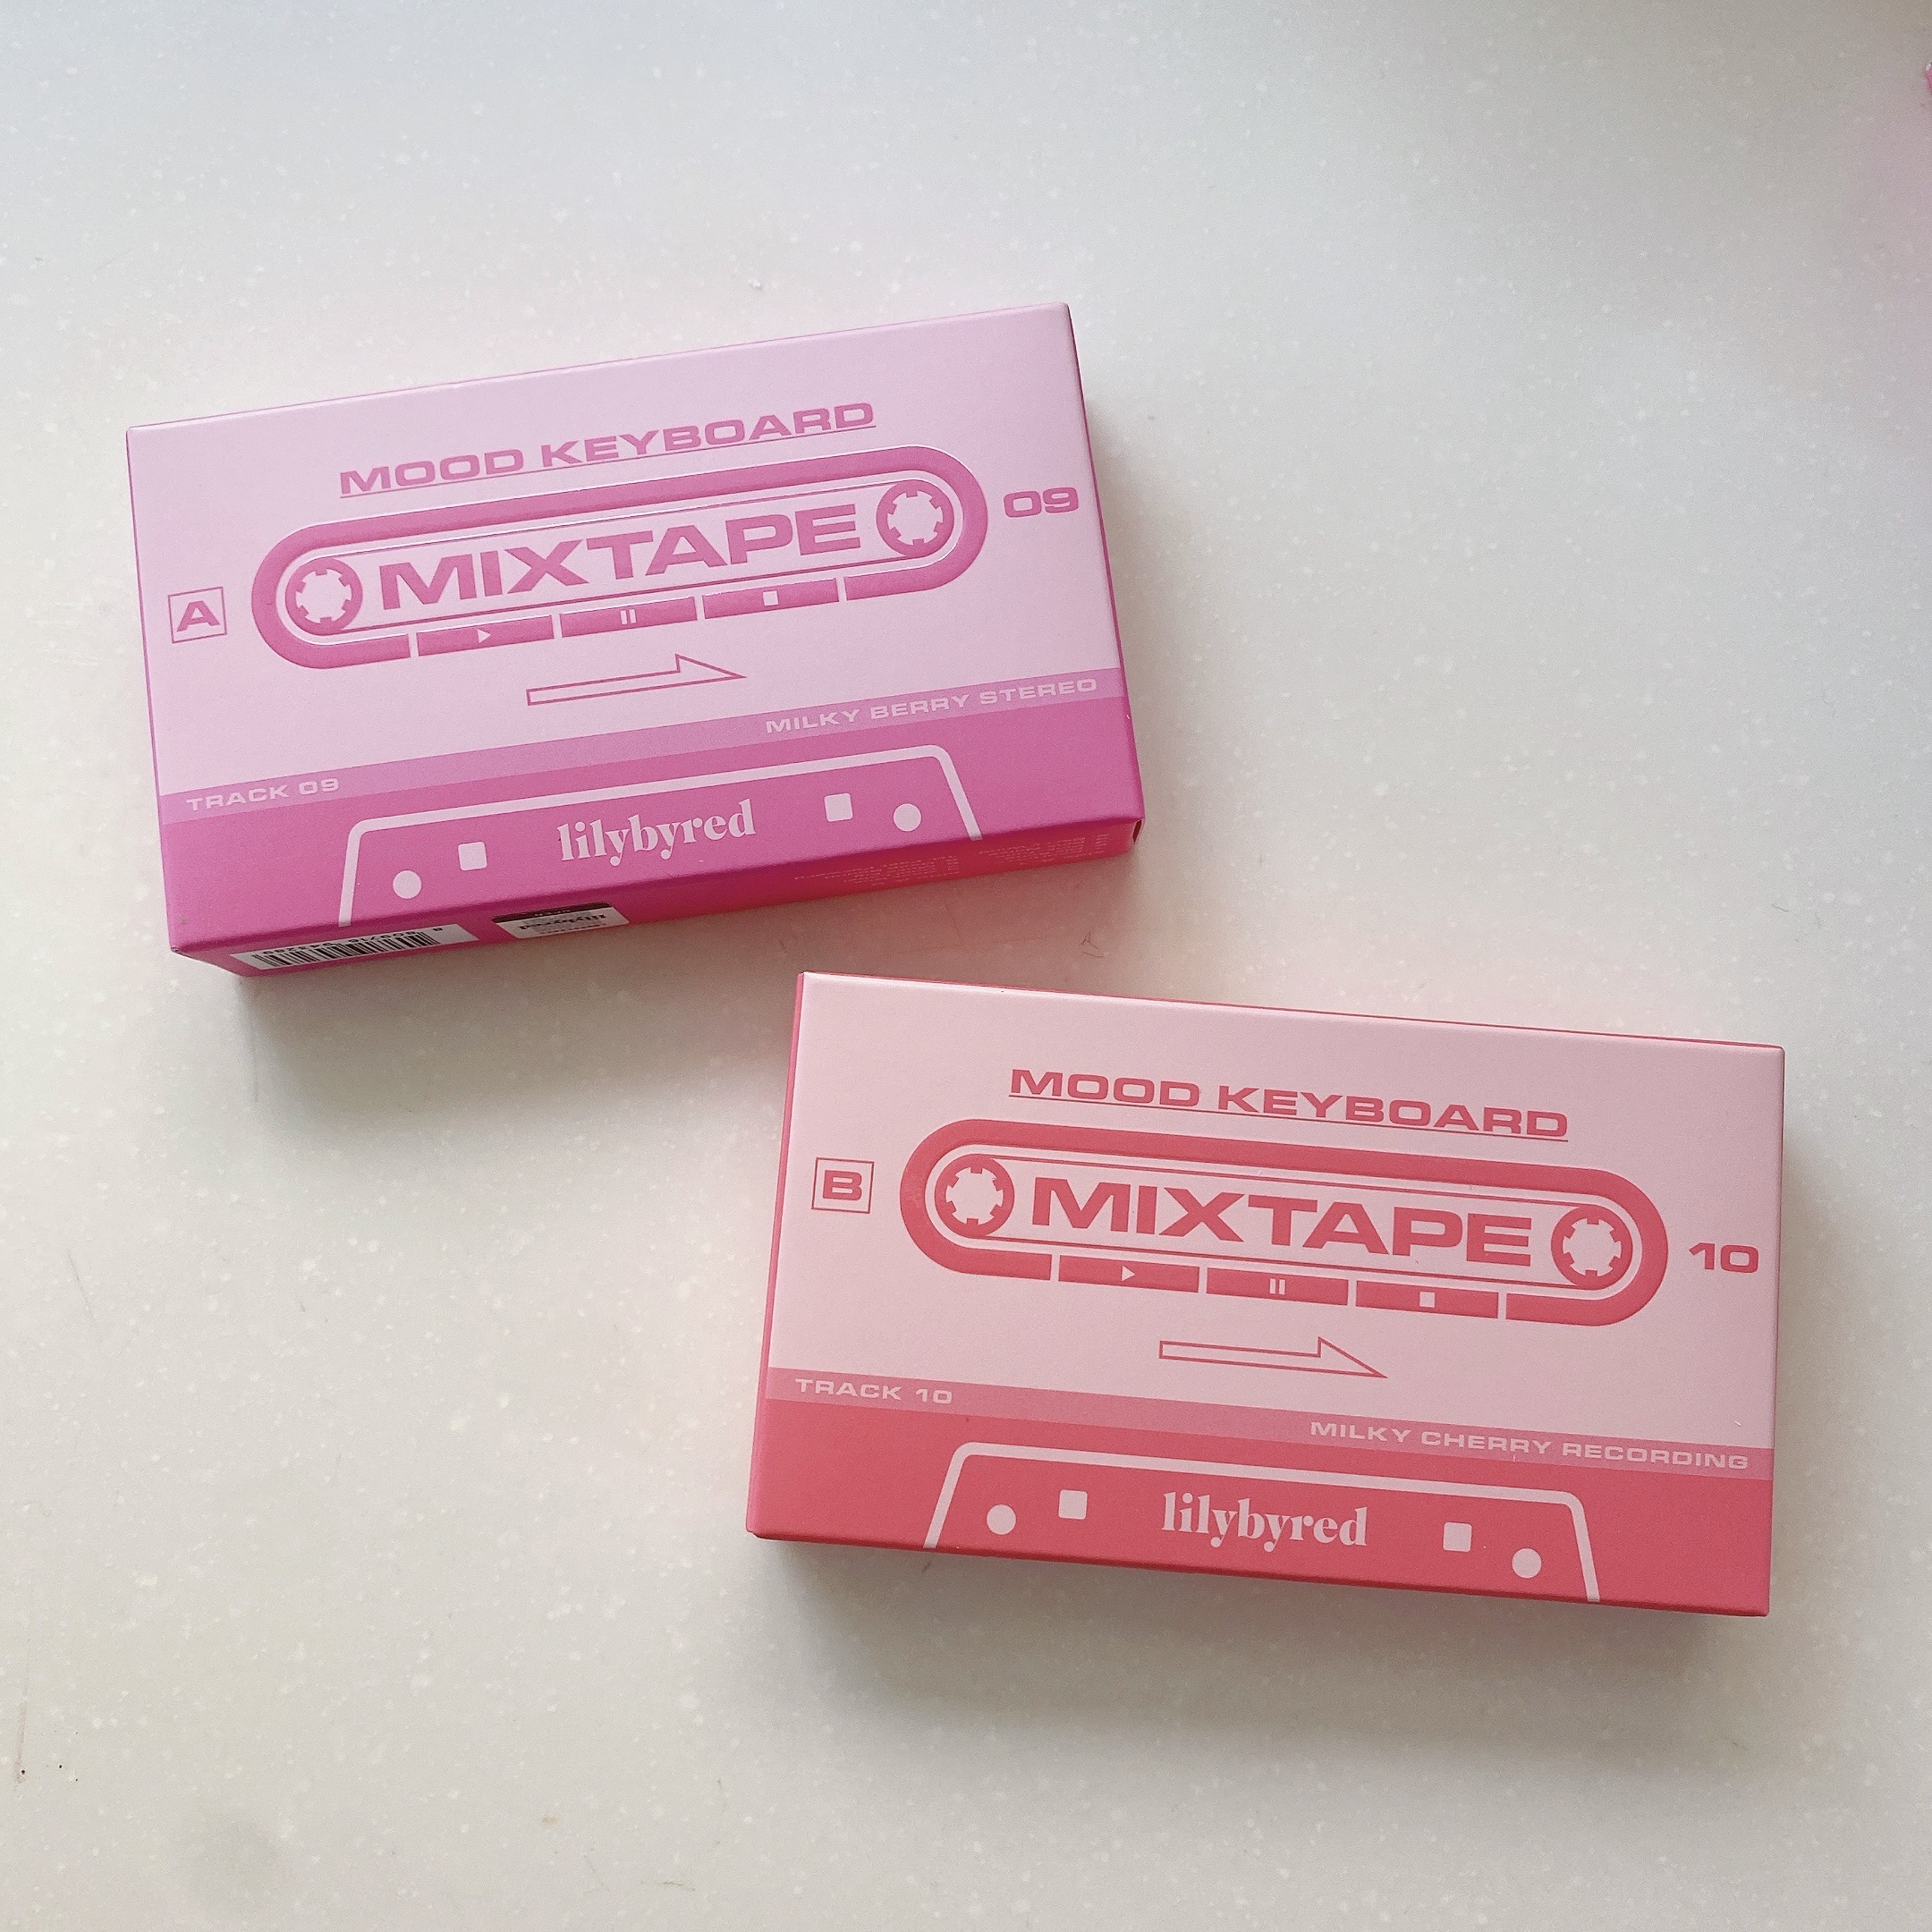 MOOD KEYBOARD
A
MIXTAPE
09
MILKY BERRY STEREO
TRACK 09
lilybyred
lilybyred
MOOD KEYBOARD
B
MIXTAPE
10
TRACK 10
MILKY CHERRY RECORDING
lilybyred